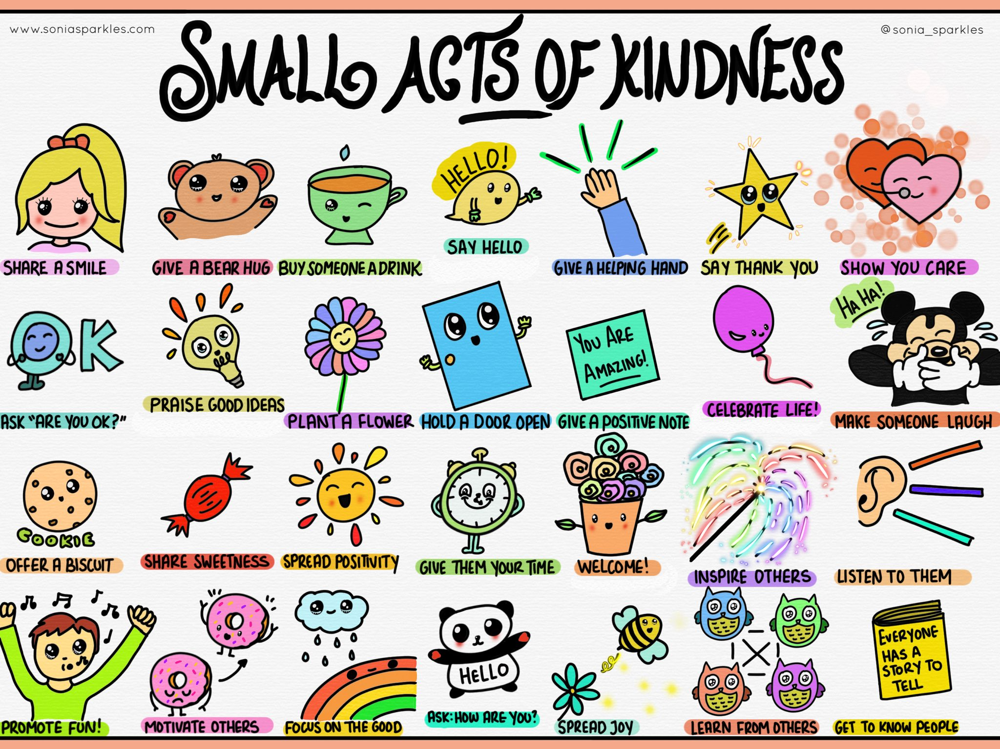 www.soniasparkles.com
@sonia_sparkles
SMALL ACTS OF KINDNESS
HELLO!
SHARE A SMILE
GIVE A BEAR HUG
BUY SOMEONE A DRINK
SAY HELLO
GIVE A HELPING HAND
SAY THANK YOU
SHOW YOU CARE
OK
YOU ARE
AMAZING!
HA HA!
ASK "ARE YOU OK?"
PRAISE GOOD IDEAS
PLANT A FLOWER
HOLD A DOOR OPEN
GIVE A POSITIVE NOTE
CELEBRATE LIFE!
MAKE SOMEONE LAUGH
COOKIE
OFFER A BISCUIT
SHARE SWEETNESS
SPREAD POSITIVITY
GIVE THEM YOUR TIME
WELCOME!
INSPIRE OTHERS
LISTEN TO THEM
HELLO
EVERYONE
HAS A
STORY TO
TELL
PROMOTE FUN!
MOTIVATE OTHERS
FOCUS ON THE GOOD
ASK: HOW ARE YOU?
SPREAD JOY
LEARN FROM OTHERS
GET TO KNOW PEOPLE